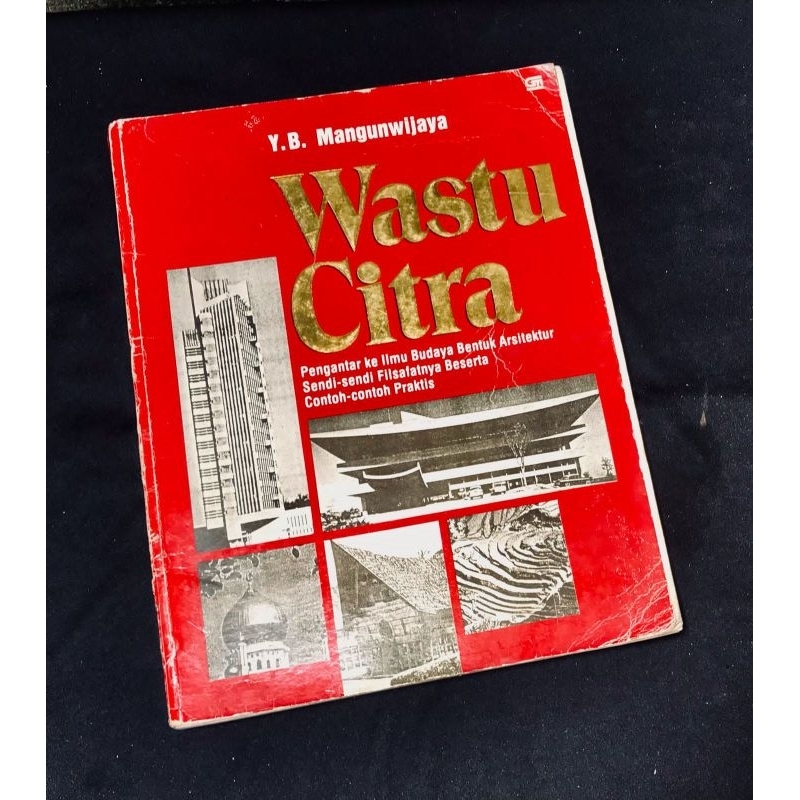 Y.B. Mangunwijaya
Wastu
Citra
Pengantar ke Ilmu Budaya Bentuk Arsitektur
Sendi-sendi Filsafatnya Beserta
Contoh-contoh Praktis